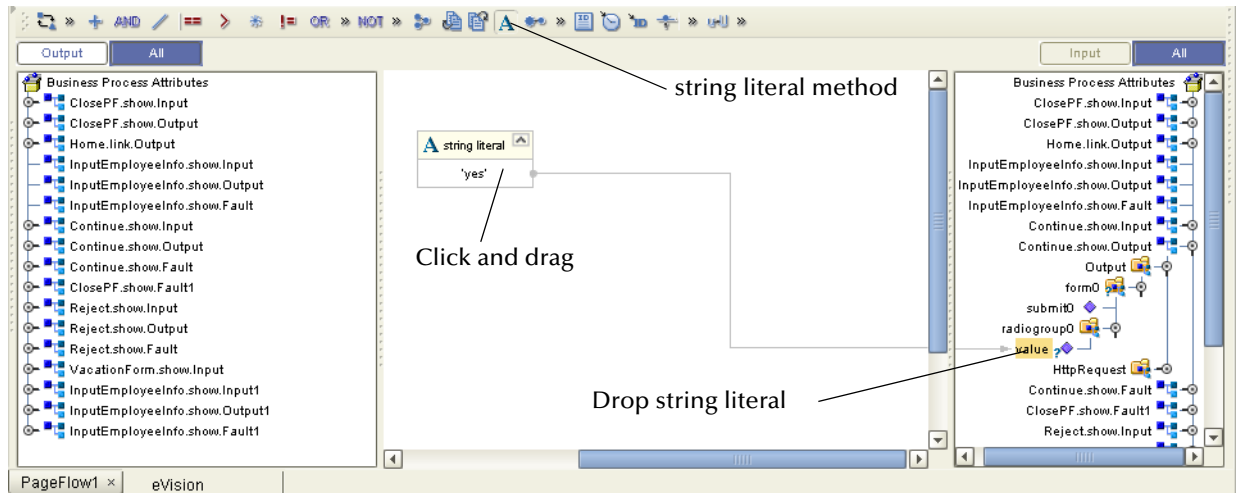 » + AND / == > != OR » NOT » A » »
Output All
Input All
string literal method
Business Process Attributes
ClosePF.show.Input
ClosePF.show.Output
Home.link.Output
InputEmployeeInfo.show.Input
InputEmployeeInfo.show.Output
InputEmployeeInfo.show.Fault
Continue.show.Input
Continue.show.Output
Continue.show.Fault
ClosePF.show.Fault1
Reject.show.Input
Reject.show.Output
Reject.show.Fault
VacationForm.show.Input
InputEmployeeInfo.show.Input1
InputEmployeeInfo.show.Output1
InputEmployeeInfo.show.Fault1
A string literal
'yes'
Click and drag
Drop string literal
Business Process Attributes
ClosePF.show.Input
ClosePF.show.Output
Home.link.Output
InputEmployeeInfo.show.Input
InputEmployeeInfo.show.Output
InputEmployeeInfo.show.Fault
Continue.show.Input
Continue.show.Output
Output
form0
submit0
radiogroup0
value
HttpRequest
Continue.show.Fault
ClosePF.show.Fault1
Reject.show.Input
PageFlow1 × eVision